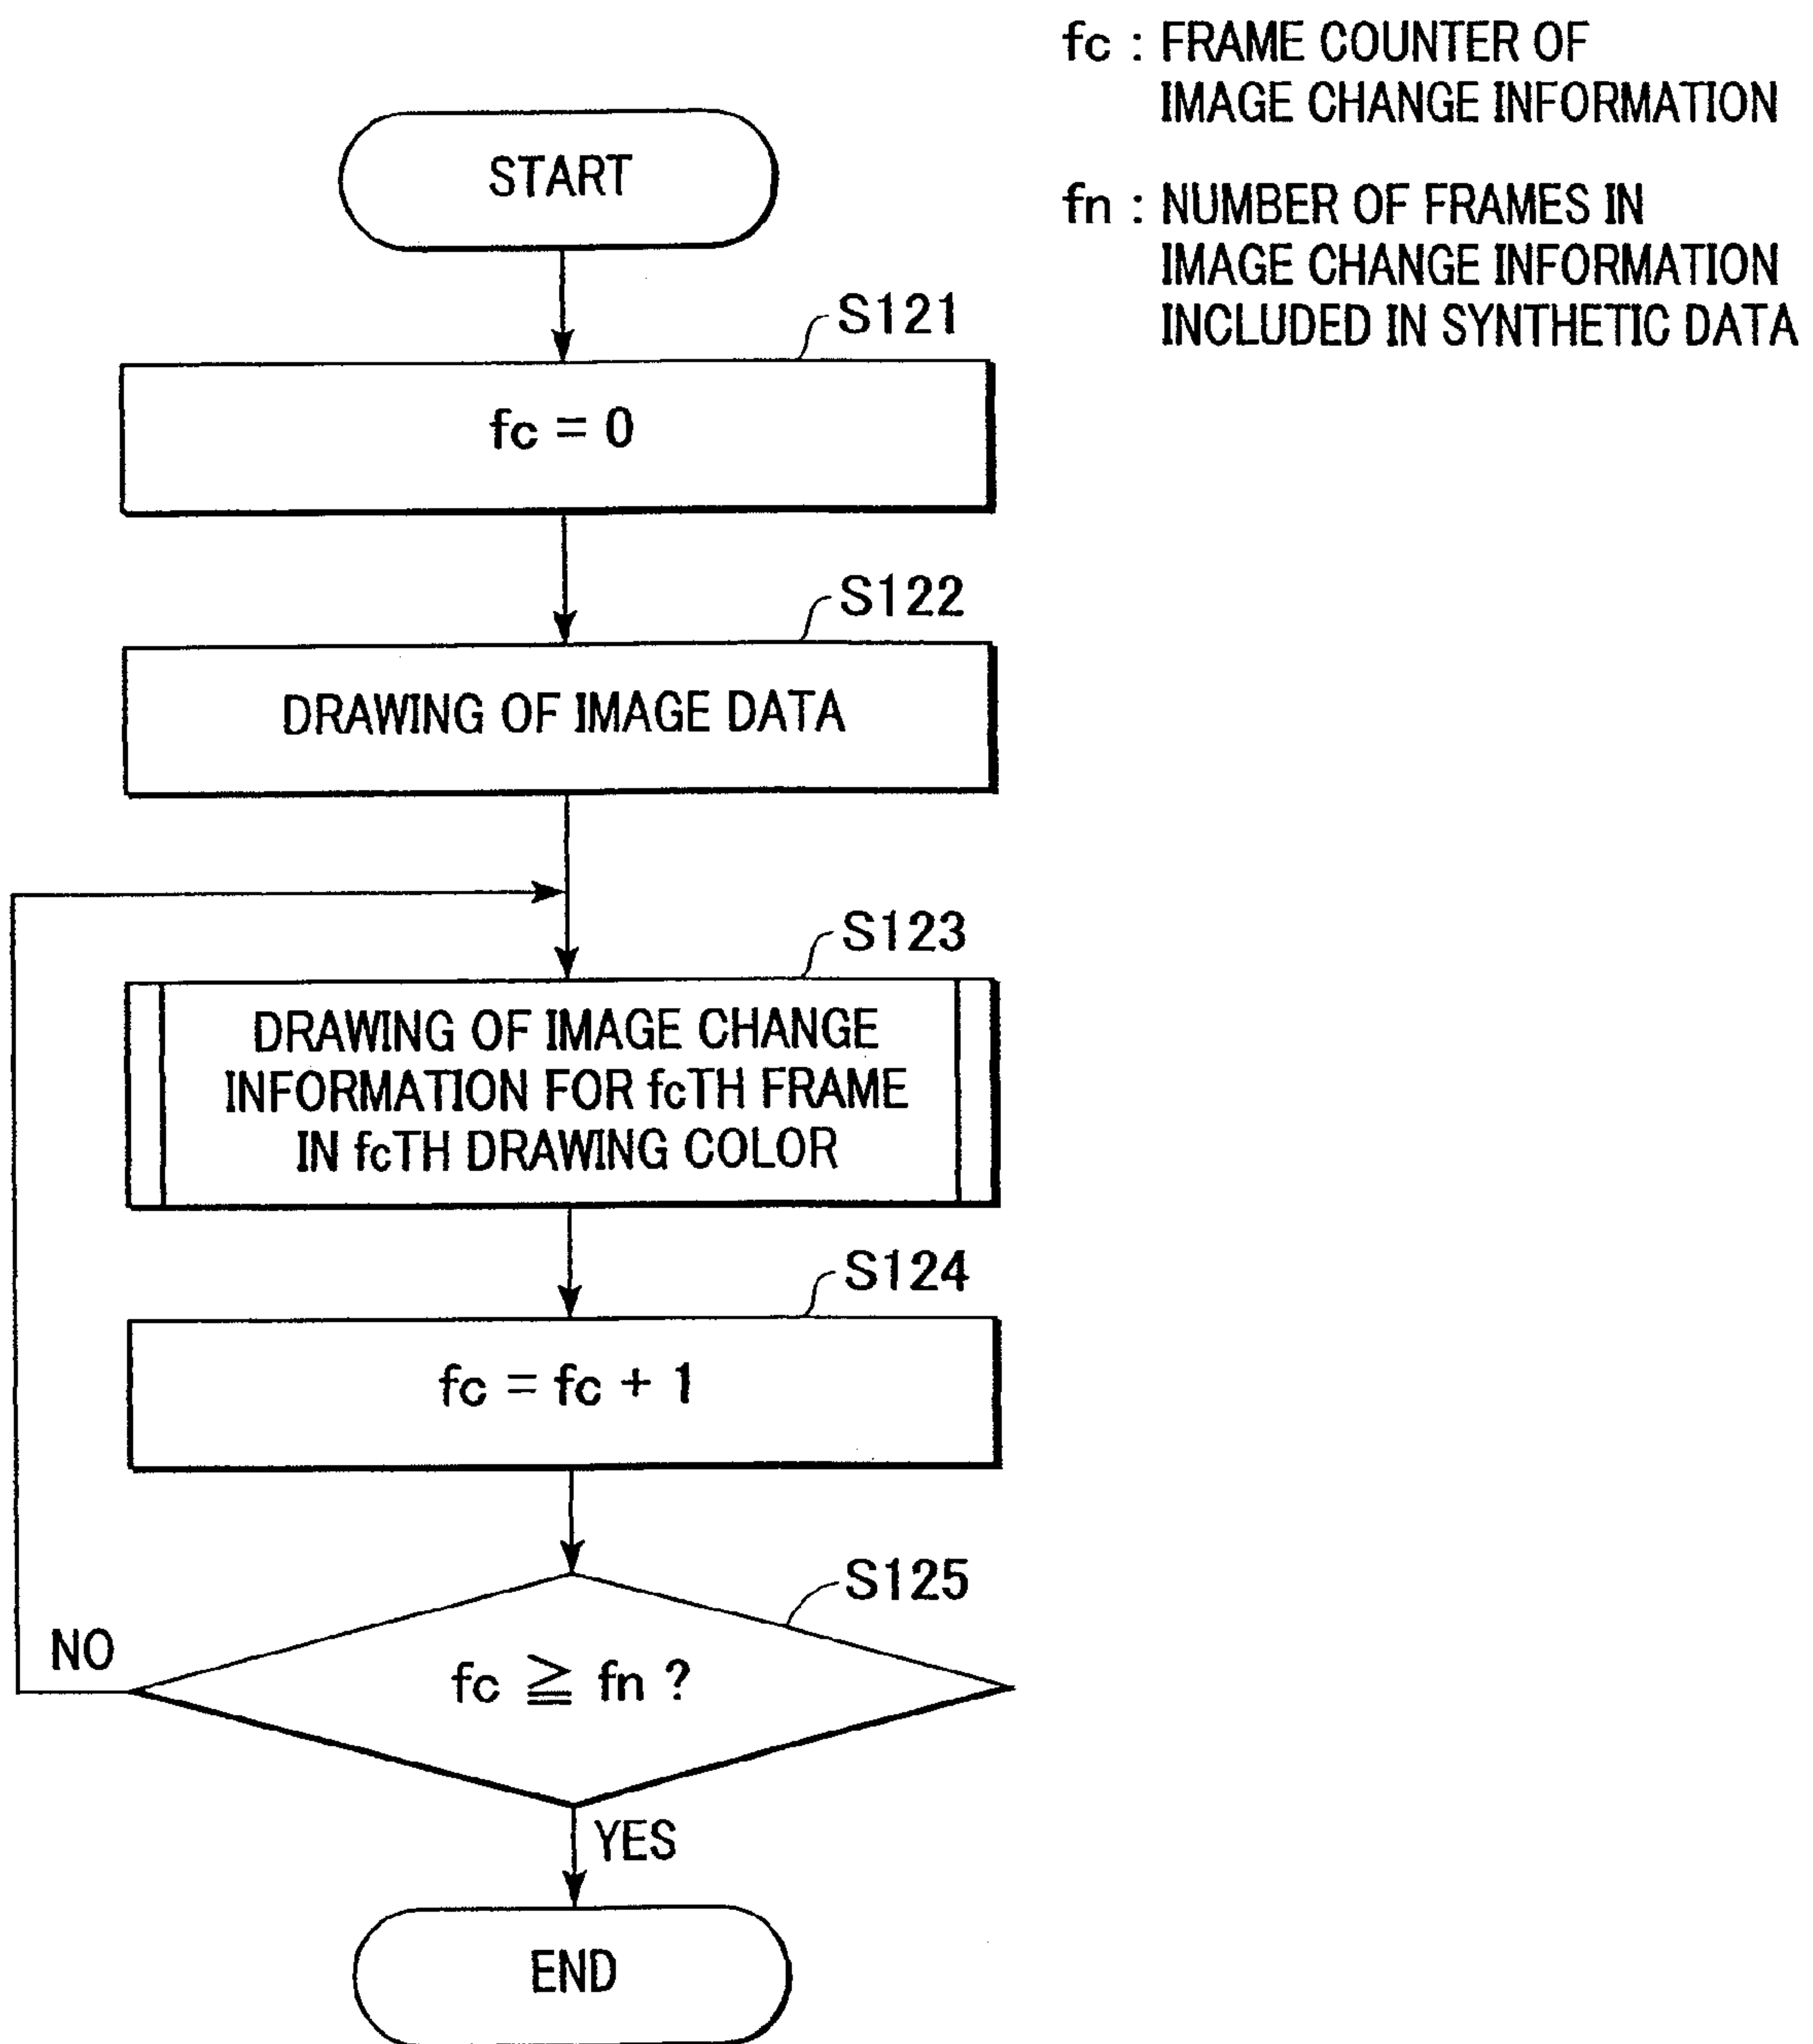 fc : FRAME COUNTER OF
IMAGE CHANGE INFORMATION
fn : NUMBER OF FRAMES IN
IMAGE CHANGE INFORMATION
INCLUDED IN SYNTHETIC DATA
START
S121
fc = 0
S122
DRAWING OF IMAGE DATA
S123
DRAWING OF IMAGE CHANGE
INFORMATION FOR fcTH FRAME
IN fcTH DRAWING COLOR
S124
fc = fc + 1
S125
fc ≧ fn ?
NO
YES
END